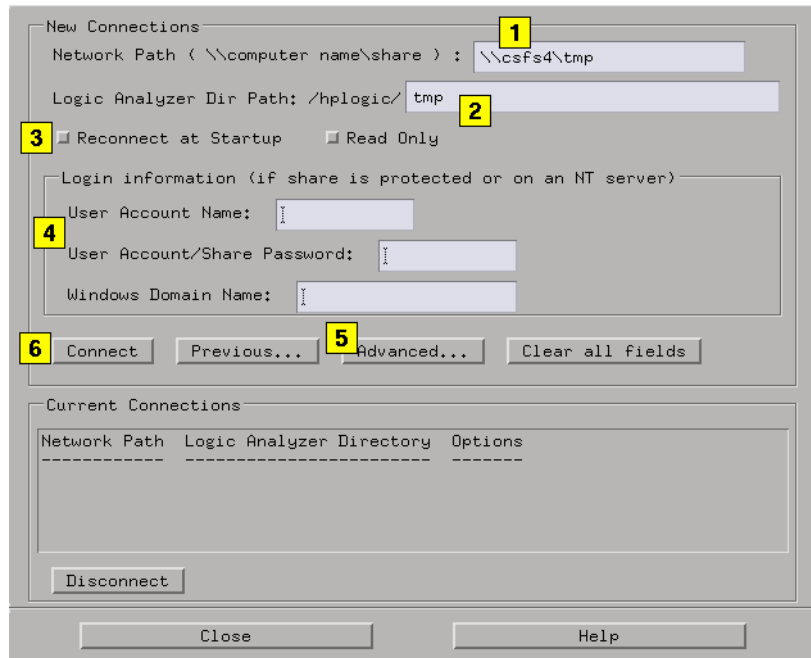 New Connections
1
Network Path ( \\computer name\share ) : \\csfs4\tmp
Logic Analyzer Dir Path: /hplogic/ tmp
2
3 Reconnect at Startup Read Only
Login information (if share is protected or on an NT server)
User Account Name:
4
User Account/Share Password:
Windows Domain Name:
5
6 Connect Previous... Advanced... Clear all fields
Current Connections
Network Path Logic Analyzer Directory Options
------------ ------------------------ -------
Disconnect
Close Help